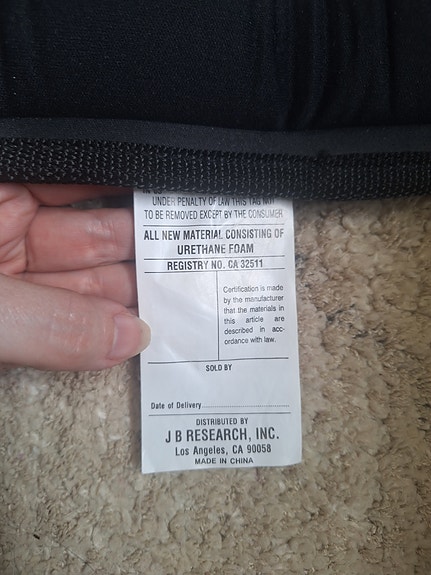 UNDER PENALTY OF LAW THIS TAG NOT
TO BE REMOVED EXCEPT BY THE CONSUMER
ALL NEW MATERIAL CONSISTING OF
URETHANE FOAM
REGISTRY NO. CA 32511
Certification is made
by the manufacturer
that the materials in
this article are
described in acc-
ordance with law.
SOLD BY
Date of Delivery
DISTRIBUTED BY
J B RESEARCH, INC.
Los Angeles, CA 90058
MADE IN CHINA